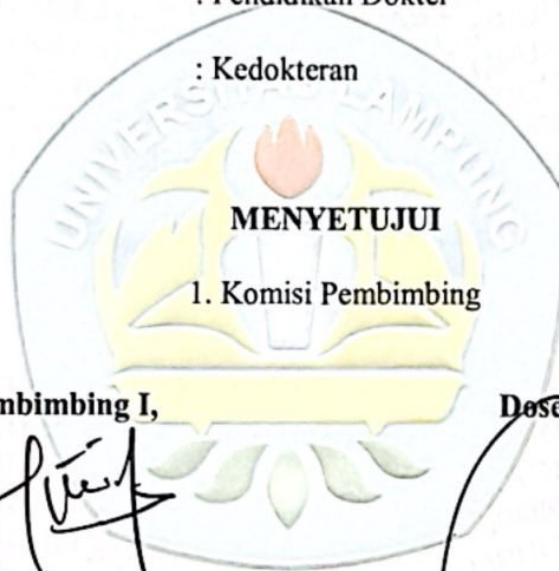 : Pendidikan Dokter
: Kedokteran
UNIVERSITAS LAMPUNG
MENYETUJUI
1. Komisi Pembimbing
mbimbing I,
Dose